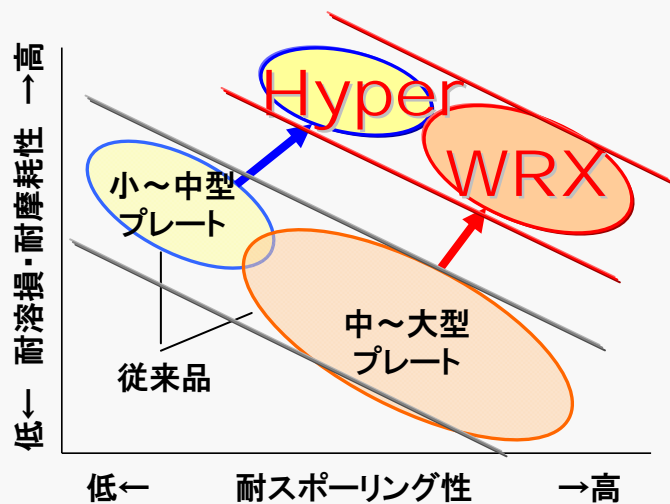 Hyper
WRX
小～中型
プレート
中～大型
プレート
従来品
低← 耐溶損・耐摩耗性 →高
低← 耐スポーリング性 →高